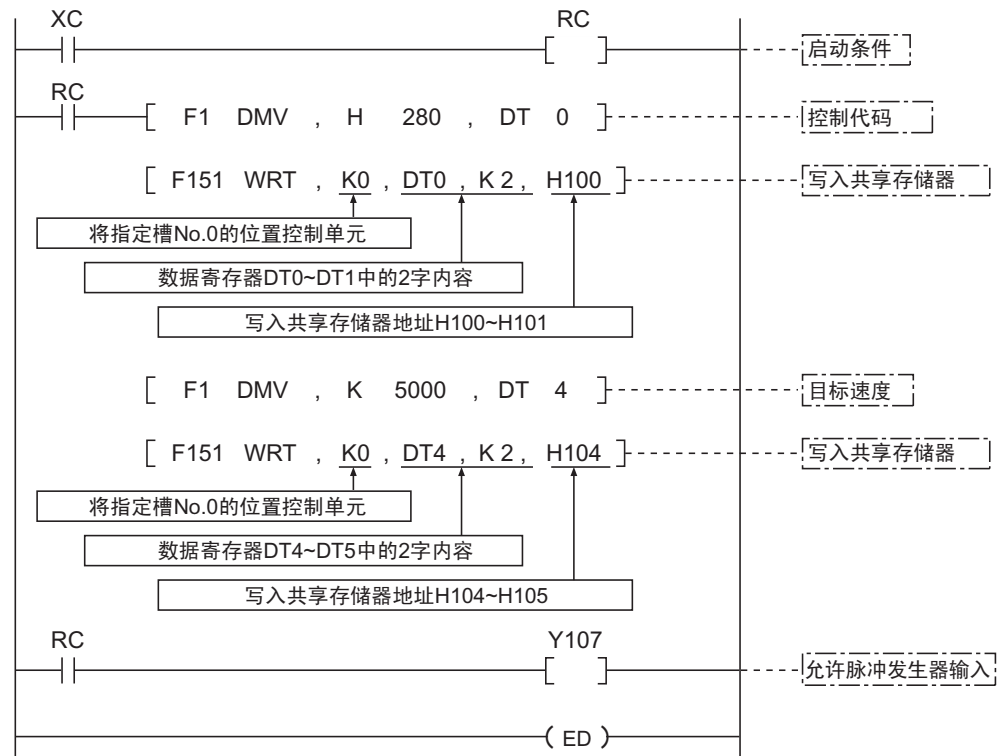 XC RC
启动条件
RC
[ F1 DMV , H 280 , DT 0 ] 控制代码
[ F151 WRT , K0 , DT0 , K 2 , H100 ] 写入共享存储器
将指定槽No.0的位置控制单元
数据寄存器DT0~DT1中的2字内容
写入共享存储器地址H100~H101
[ F1 DMV , K 5000 , DT 4 ] 目标速度
[ F151 WRT , K0 , DT4 , K 2 , H104 ] 写入共享存储器
将指定槽No.0的位置控制单元
数据寄存器DT4~DT5中的2字内容
写入共享存储器地址H104~H105
RC Y107
允许脉冲发生器输入
( ED )